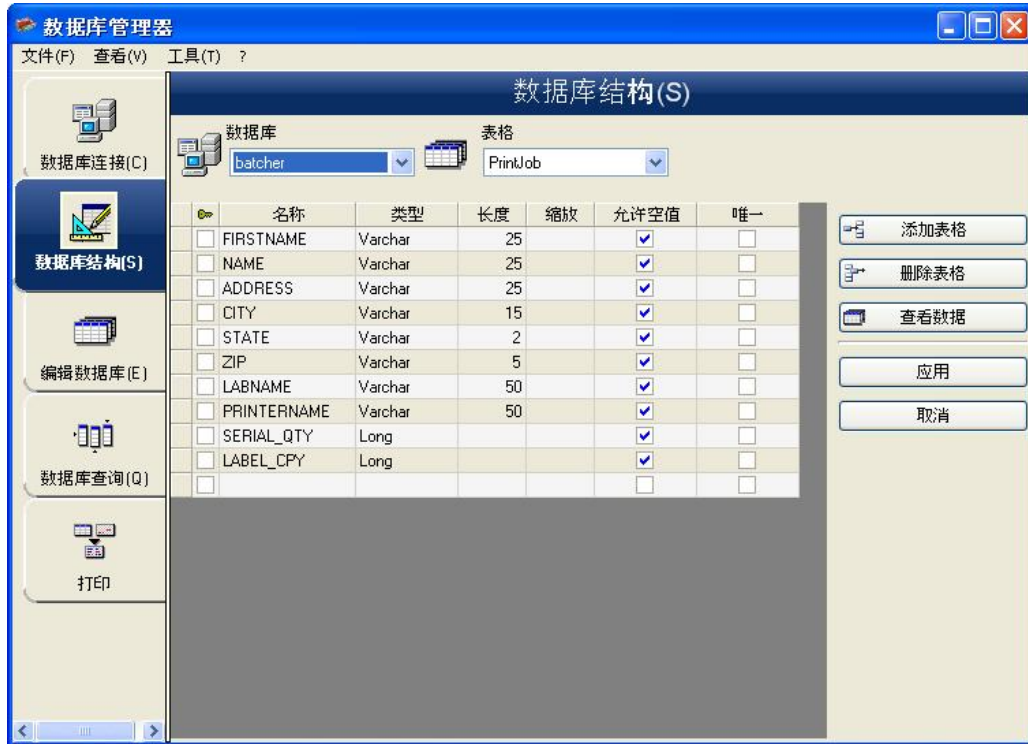 数据库管理器
文件(F) 查看(V) 工具(T) ?
数据库结构(S)
数据库连接(C)
数据库结构(S)
编辑数据库(E)
数据库查询(Q)
打印
数据库 表格
batcher PrintJob
名称 类型 长度 缩放 允许空值 唯一
FIRSTNAME Varchar 25
NAME Varchar 25
ADDRESS Varchar 25
CITY Varchar 15
STATE Varchar 2
ZIP Varchar 5
LABNAME Varchar 50
PRINTERNAME Varchar 50
SERIAL_QTY Long
LABEL_CPY Long
添加表格
删除表格
查看数据
应用
取消